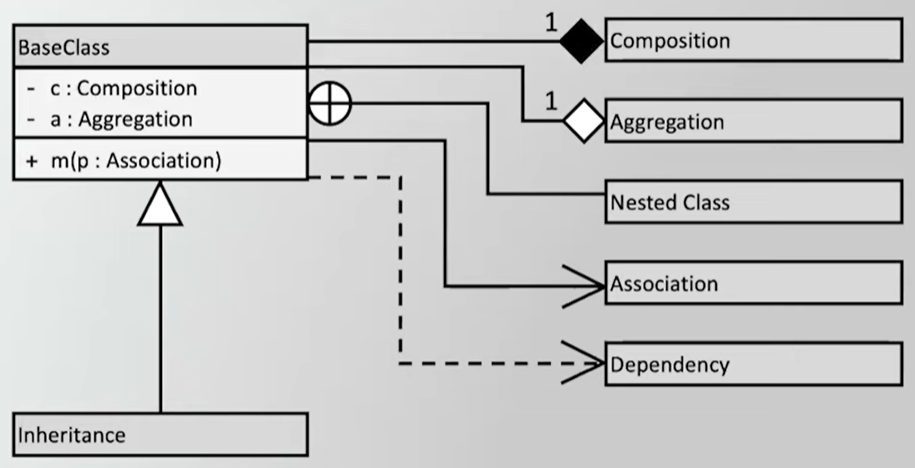 BaseClass
- c : Composition
- a : Aggregation
+ m(p : Association)
1
Composition
1
Aggregation
Nested Class
Association
Dependency
Inheritance